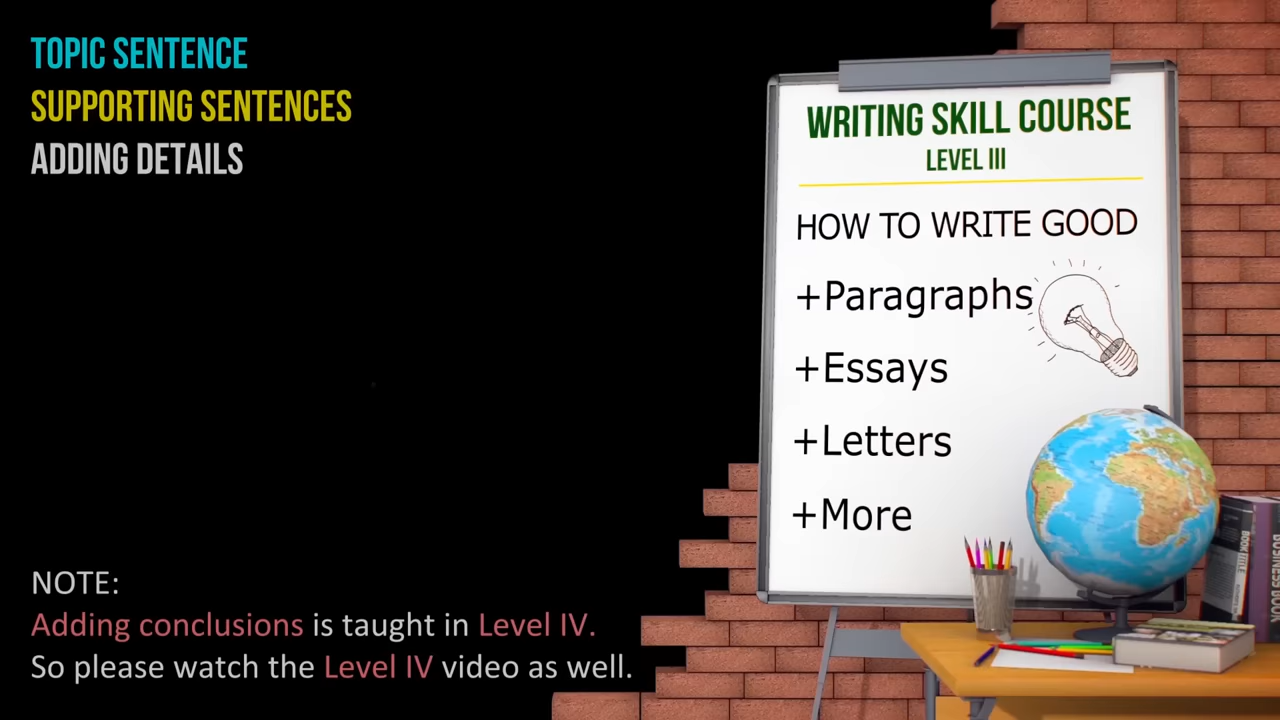 TOPIC SENTENCE
SUPPORTING SENTENCES
ADDING DETAILS
WRITING SKILL COURSE
LEVEL III
HOW TO WRITE GOOD
+Paragraphs
+Essays
+Letters
+More
NOTE:
Adding conclusions is taught in Level IV.
So please watch the Level IV video as well.